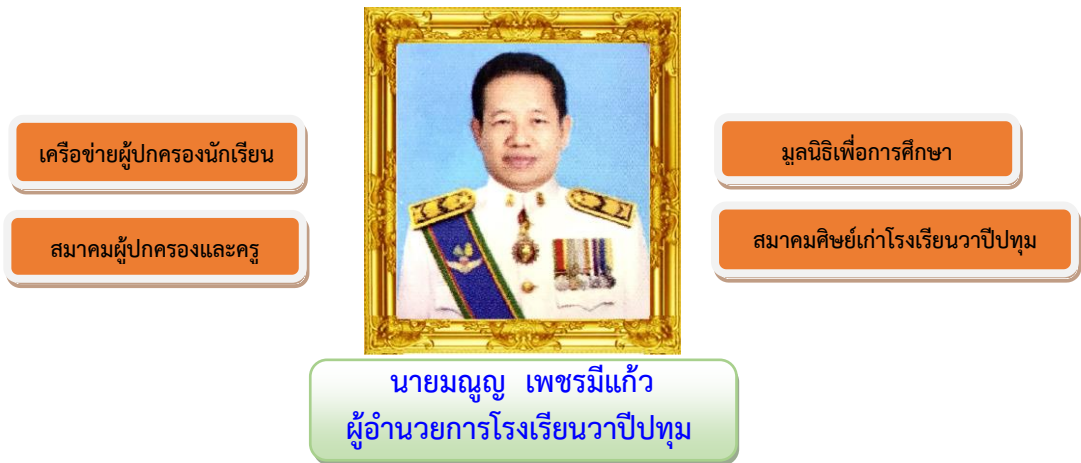 เครือข่ายผู้ปกครองนักเรียน
สมาคมผู้ปกครองและครู
มูลนิธิเพื่อการศึกษา
สมาคมศิษย์เก่าโรงเรียนวาปีปทุม
นายมณูญ เพชรมีแก้ว
ผู้อำนวยการโรงเรียนวาปีปทุม